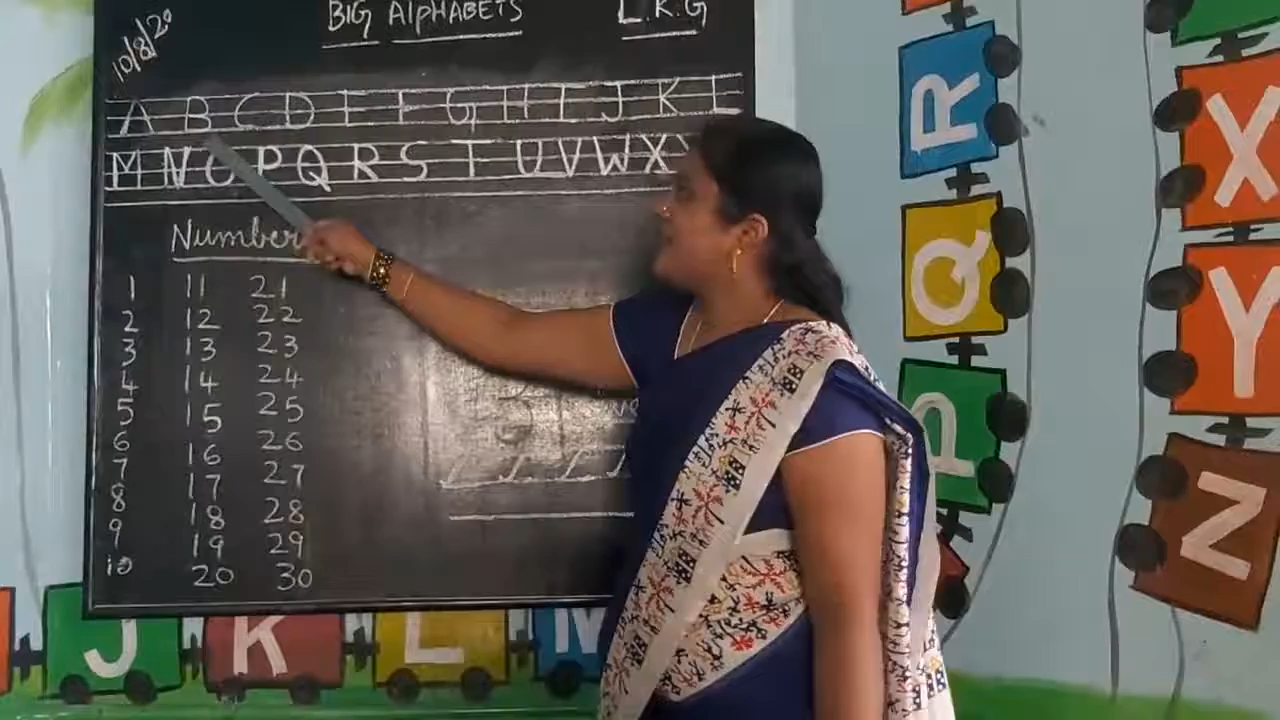 10/8/20
BIG AlPHABETS
L.K.G
A B C D E F G H I J K L
M N O P Q R S T U V W X
Number
1 11 21
2 12 22
3 13 23
4 14 24
5 15 25
6 16 26
7 17 27
8 18 28
9 19 29
10 20 30
R
Q
P
X
Y
Z
J K L M